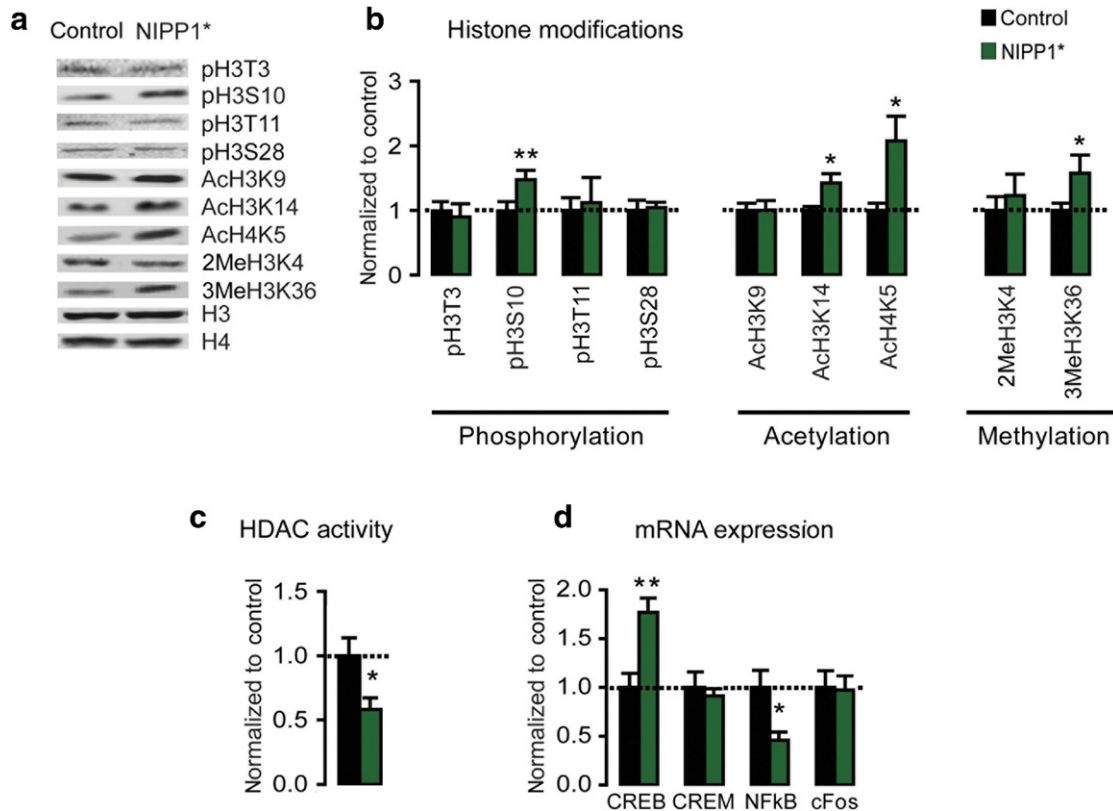 a
Control NIPP1*
pH3T3
pH3S10
pH3T11
pH3S28
AcH3K9
AcH3K14
AcH4K5
2MeH3K4
3MeH3K36
H3
H4
b
Histone modifications
Control
NIPP1*
Normalized to control
3
2
1
0
** * * *
pH3T3
pH3S10
pH3T11
pH3S28
AcH3K9
AcH3K14
AcH4K5
2MeH3K4
3MeH3K36
Phosphorylation Acetylation Methylation
c
HDAC activity
Normalized to control
1.5
1.0
0.5
0.0
*
d
mRNA expression
Normalized to control
2.0
1.5
1.0
0.5
0.0
** *
CREB CREM NFkB cFos